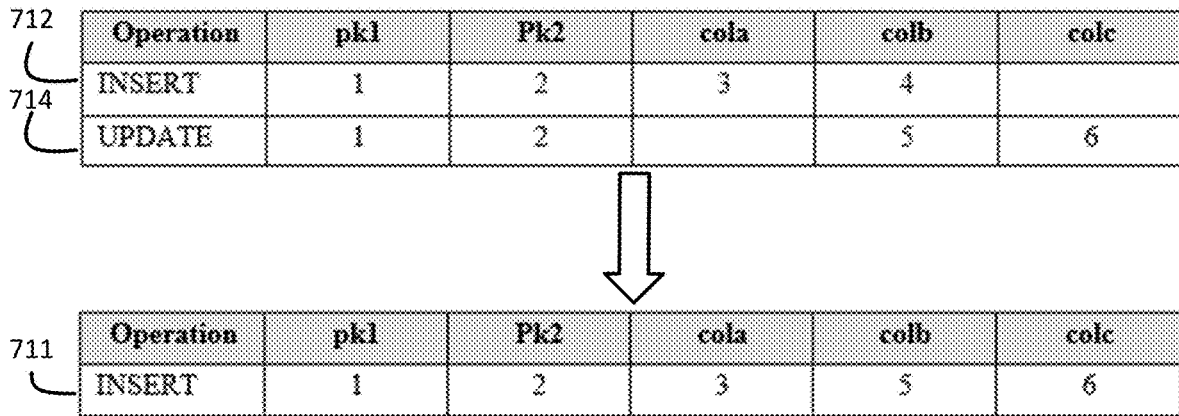 712
Operation pk1 Pk2 cola colb colc
INSERT 1 2 3 4
714
UPDATE 1 2 5 6
Operation pk1 Pk2 cola colb colc
711
INSERT 1 2 3 5 6